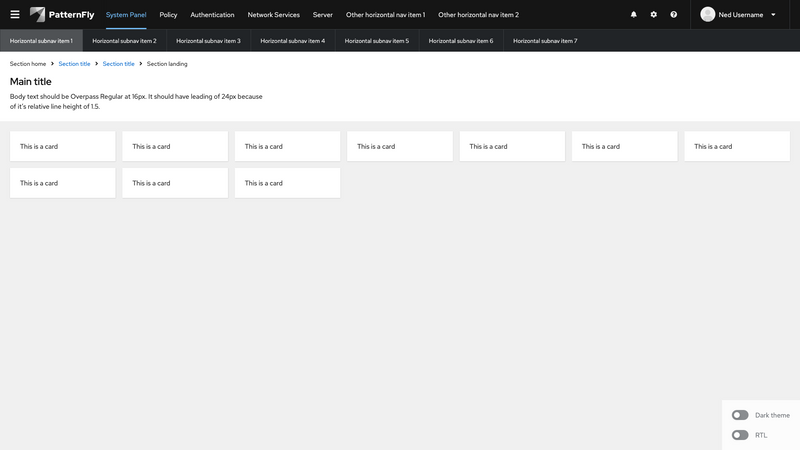 PatternFly
System Panel Policy Authentication Network Services Server Other horizontal nav item 1 Other horizontal nav item 2 Ned Username
Horizontal subnav item 1 Horizontal subnav item 2 Horizontal subnav item 3 Horizontal subnav item 4 Horizontal subnav item 5 Horizontal subnav item 6 Horizontal subnav item 7
Section home Section title Section title Section landing
Main title
Body text should be Overpass Regular at 16px. It should have leading of 24px because
of it's relative line height of 1.5.
This is a card This is a card This is a card This is a card This is a card This is a card This is a card
This is a card This is a card This is a card
Dark theme
RTL